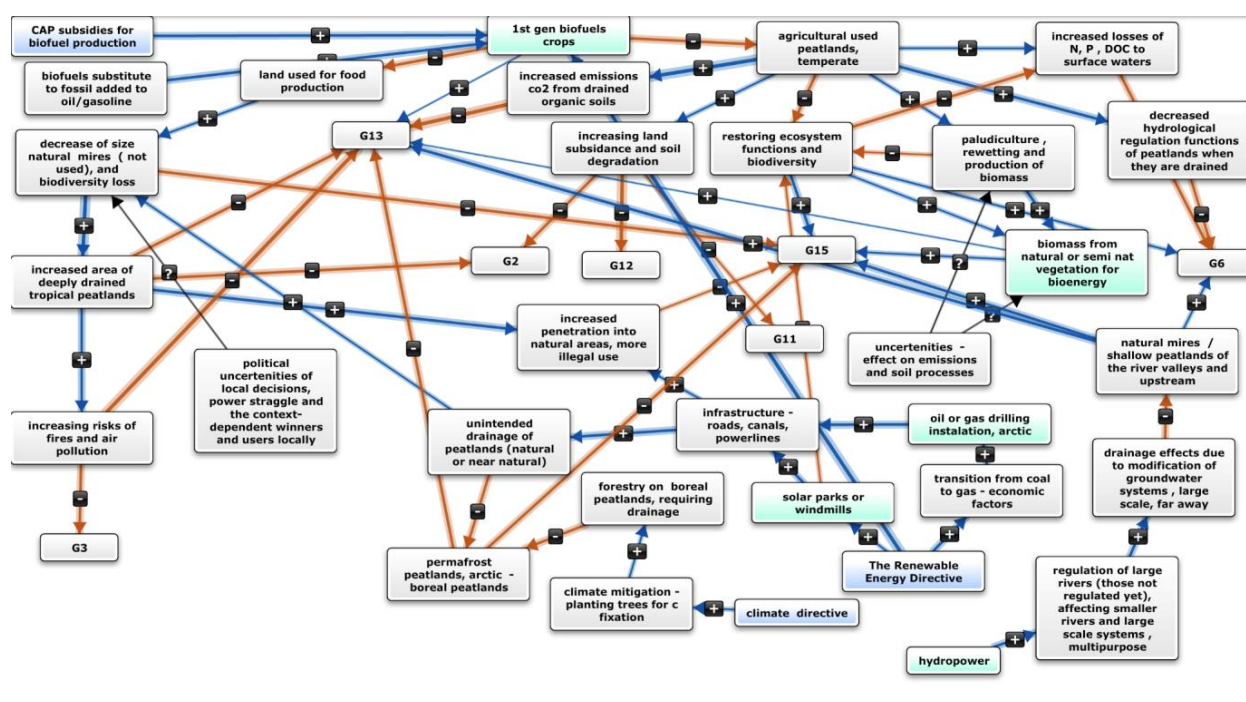 CAP subsidies for
biofuel production
1st gen biofuels
crops
agricultural used
peatlands,
temperate
increased losses of
N, P , DOC to
surface waters
biofuels substitute
to fossil added to
oil/gasoline
land used for food
production
increased emissions
co2 from drained
organic soils
decreased
hydrological
regulation functions
of peatlands when
they are drained
decrease of size
natural mires ( not
used), and
biodiversity loss
G13
increasing land
subsidance and soil
degradation
restoring ecosystem
functions and
biodiversity
paludiculture ,
rewetting and
production of
biomass
G2
G12
G15
biomass from
natural or semi nat
vegetation for
bioenergy
G6
increased area of
deeply drained
tropical peatlands
increased
penetration into
natural areas, more
illegal use
G11
uncertenities -
effect on emissions
and soil processes
natural mires /
shallow peatlands of
the river valleys and
upstream
political
uncertenities of
local decisions,
power straggle and
the context-
dependent winners
and users locally
increasing risks of
fires and air
pollution
unintended
drainage of
peatlands (natural
or near natural)
infrastructure -
roads, canals,
powerlines
oil or gas drilling
instalation, arctic
drainage effects due
to modification of
groundwater
systems , large
scale, far away
forestry on boreal
peatlands, requiring
drainage
solar parks or
windmills
transition from coal
to gas - economic
factors
G3
permafrost
peatlands, arctic -
boreal peatlands
climate mitigation -
planting trees for c
fixation
climate directive
The Renewable
Energy Directive
regulation of large
rivers (those not
regulated yet),
affecting smaller
rivers and large
scale systems ,
multipurpose
hydropower